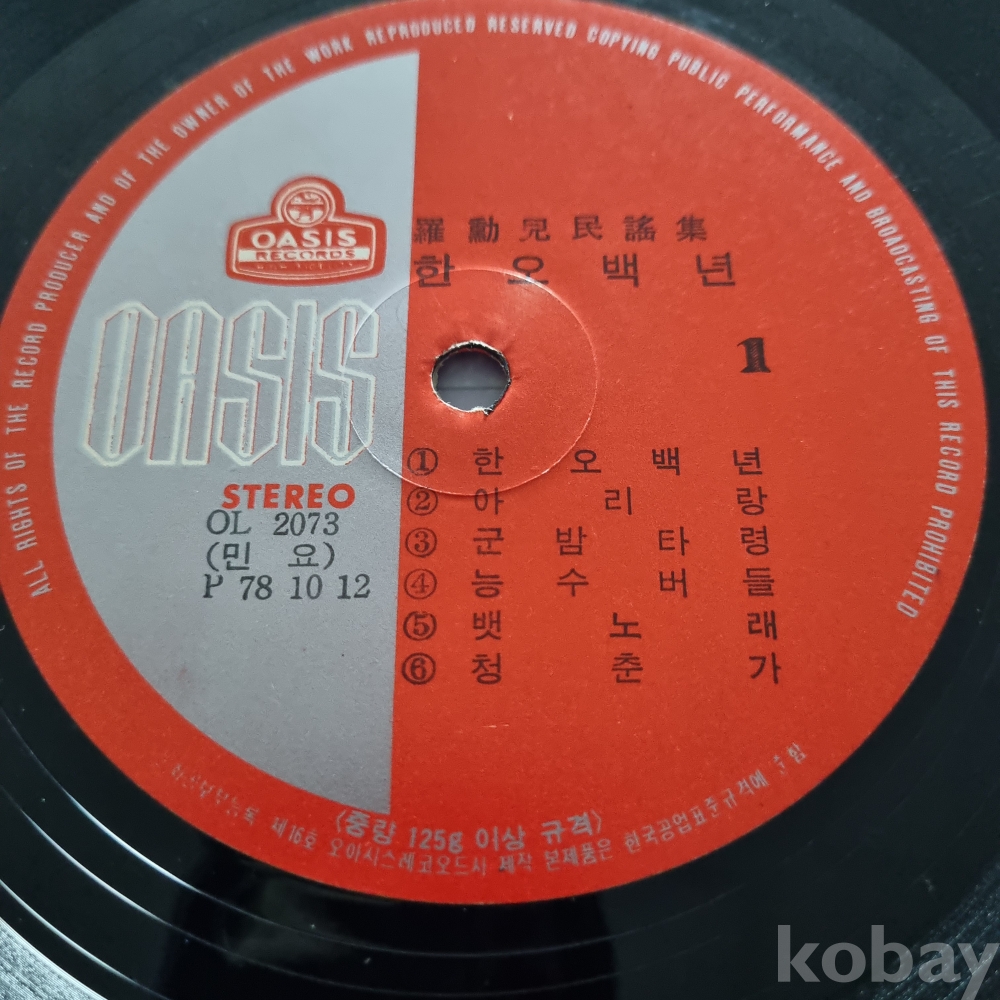 ALL RIGHTS OF THE RECORD PRODUCER AND OF THE OWNER OF THE WORK REPRODUCED RESERVED COPYING PUBLIC PERFORMANCE AND BROADCASTING OF THIS RECORD PROHIBITED
OASIS
RECORDS
OASIS
STEREO
OL 2073
(민 요)
P 78 10 12
羅勳兒民謠集
한오백년
1
① 한오백년
② 아리랑
③ 군밤타령
④ 능수버들
⑤ 뱃노래
⑥ 청춘가
(중량 125g 이상 규격)
제16호 오아시스레코오드사 제작 본제품은 한국공업표준규격에
kobay